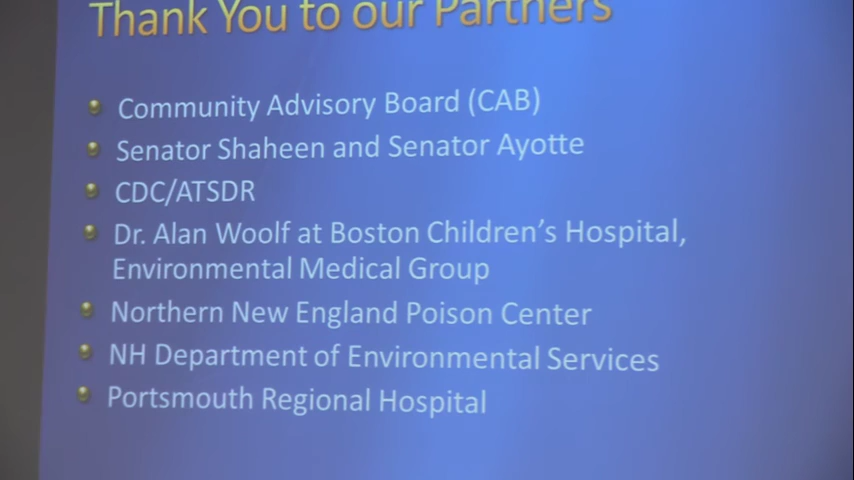 Thank You to our Partners
Community Advisory Board (CAB)
Senator Shaheen and Senator Ayotte
CDC/ATSDR
Dr. Alan Woolf at Boston Children's Hospital,
Environmental Medical Group
Northern New England Poison Center
NH Department of Environmental Services
Portsmouth Regional Hospital